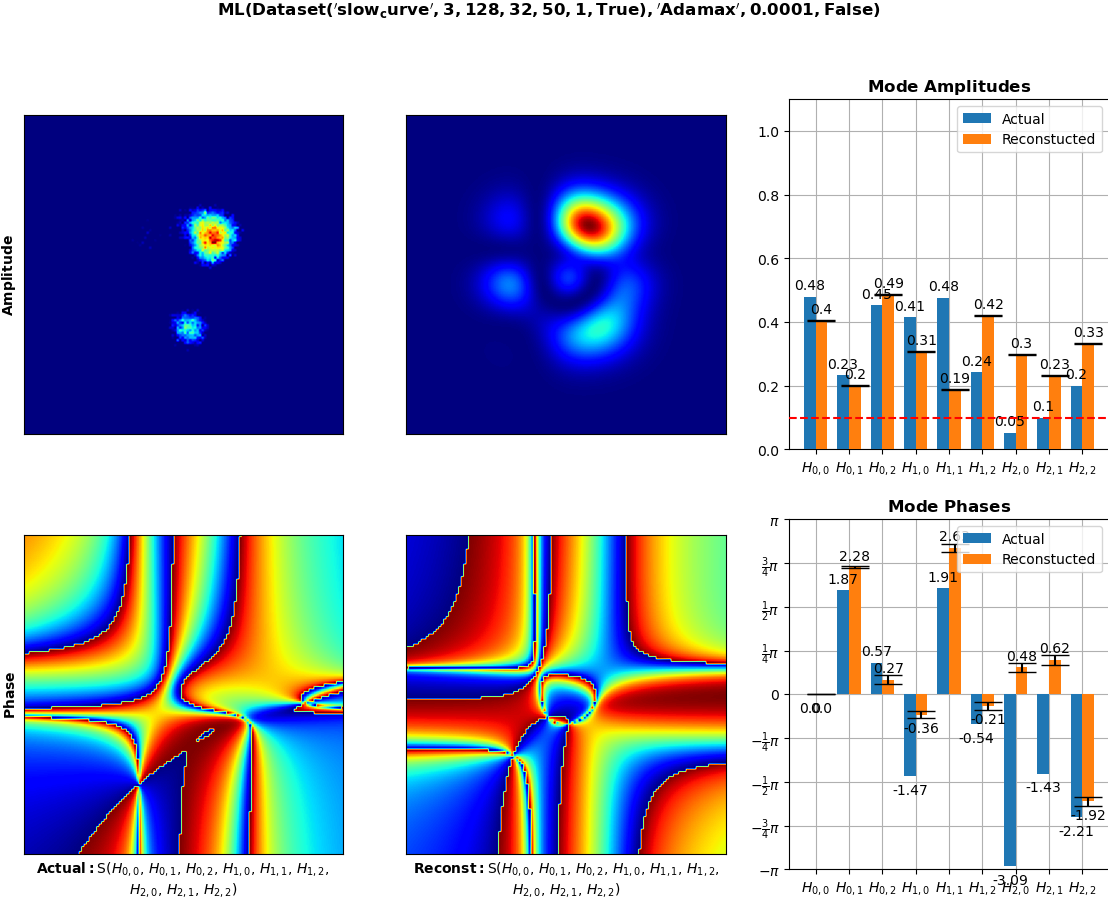 ML(Dataset('slow_curve', 3, 128, 32, 50, 1, True), 'Adamax', 0.0001, False)
Amplitude
Mode Amplitudes
Actual
Reconstucted
1.0
0.8
0.6
0.4
0.2
0.0
0.48 0.4 0.23 0.2 0.45 0.49 0.41 0.31 0.48 0.19 0.24 0.42 0.05 0.3 0.1 0.23 0.2 0.33
H0,0 H0,1 H0,2 H1,0 H1,1 H1,2 H2,0 H2,1 H2,2
Phase
Mode Phases
Actual
Reconstucted
π
3/4π
1/2π
1/4π
0
−1/4π
−1/2π
−3/4π
−π
0.0 0.0 1.87 2.28 0.57 0.27 -1.47 -0.36 1.91 -0.54 -0.21 -3.09 0.48 -1.43 0.62 -2.21 -1.92
H0,0 H0,1 H0,2 H1,0 H1,1 H1,2 H2,0 H2,1 H2,2
Actual: S(H0,0, H0,1, H0,2, H1,0, H1,1, H1,2,
H2,0, H2,1, H2,2)
Reconst: S(H0,0, H0,1, H0,2, H1,0, H1,1, H1,2,
H2,0, H2,1, H2,2)